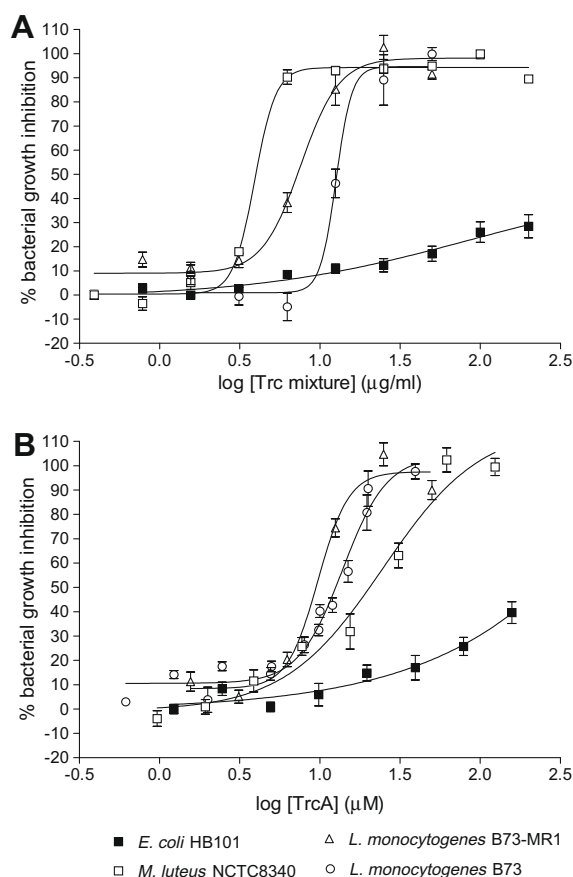 A
110
100
90
80
70
60
50
40
30
20
10
0
-10
-20
% bacterial growth inhibition
-0.5 0.0 0.5 1.0 1.5 2.0 2.5
log [Trc mixture] (μg/ml)
B
110
100
90
80
70
60
50
40
30
20
10
0
-10
-20
% bacterial growth inhibition
-0.5 0.0 0.5 1.0 1.5 2.0 2.5
log [TrcA] (μM)
E. coli HB101 L. monocytogenes B73-MR1
M. luteus NCTC8340 L. monocytogenes B73